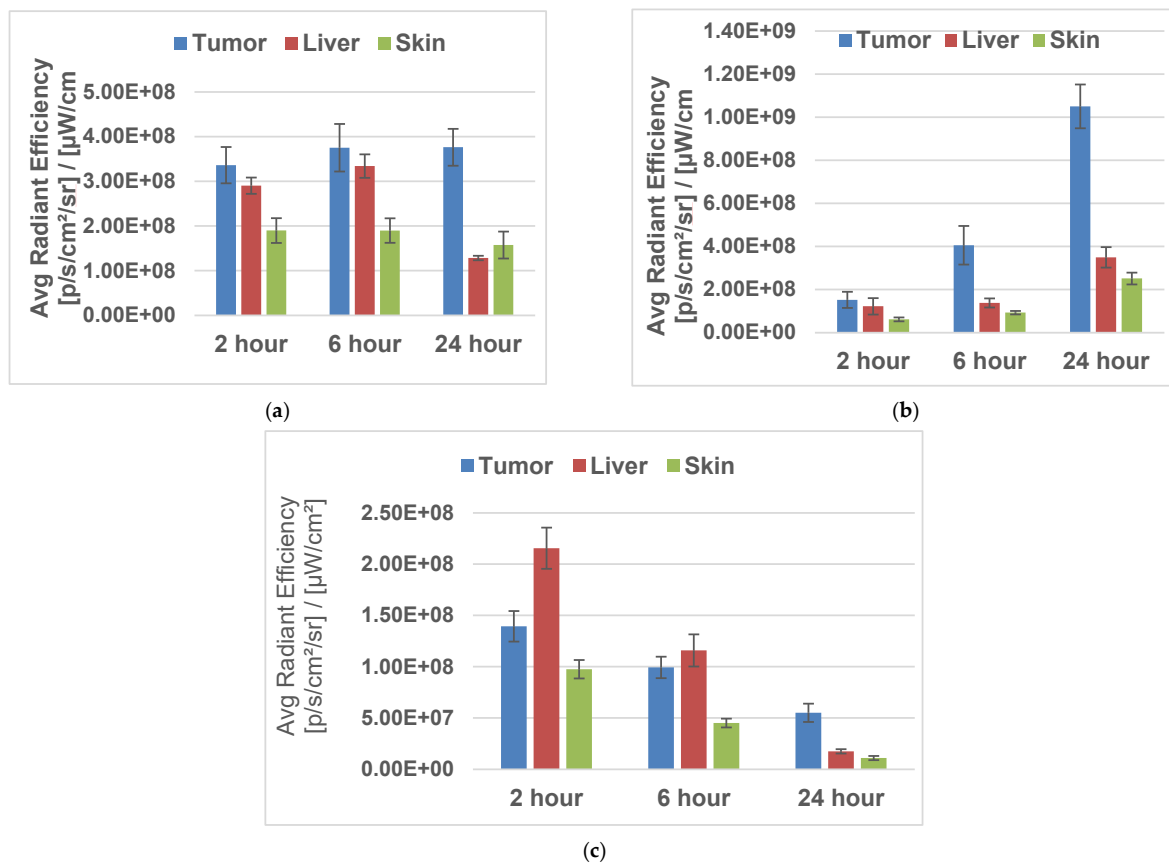 (a)
Tumor Liver Skin
Avg Radiant Efficiency
[p/s/cm²/sr] / [µW/cm
5.00E+08
4.00E+08
3.00E+08
2.00E+08
1.00E+08
0.00E+00
2 hour 6 hour 24 hour
(b)
Tumor Liver Skin
Avg Radiant Efficiency
[p/s/cm²/sr] / [µW/cm
1.40E+09
1.20E+09
1.00E+09
8.00E+08
6.00E+08
4.00E+08
2.00E+08
0.00E+00
2 hour 6 hour 24 hour
Tumor Liver Skin
Avg Radiant Efficiency
[p/s/cm²/sr] / [µW/cm²]
2.50E+08
2.00E+08
1.50E+08
1.00E+08
5.00E+07
0.00E+00
2 hour 6 hour 24 hour
(c)